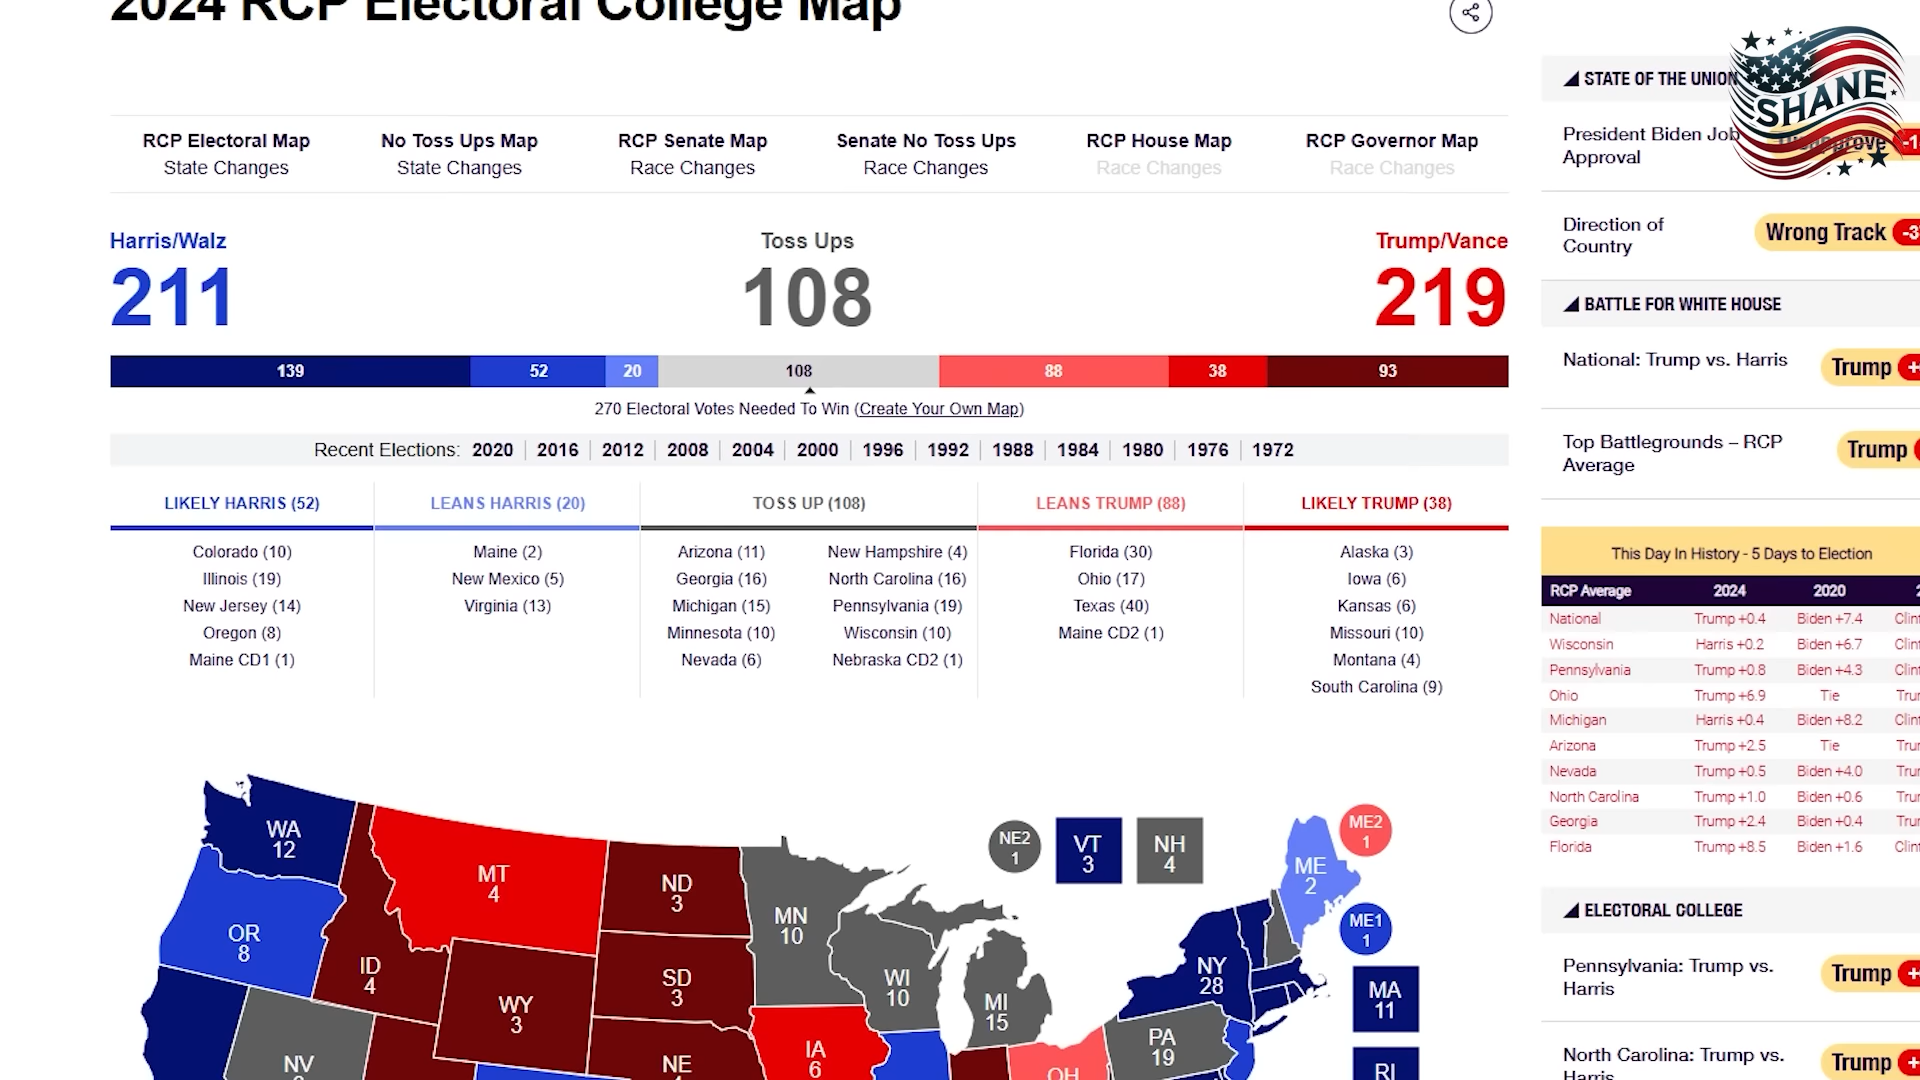 2024 RCP Electoral College Map
RCP Electoral Map
State Changes
No Toss Ups Map
State Changes
RCP Senate Map
Race Changes
Senate No Toss Ups
Race Changes
RCP House Map
Race Changes
RCP Governor Map
Race Changes
Harris/Walz
211
Toss Ups
108
Trump/Vance
219
139 52 20 108 88 38 93
270 Electoral Votes Needed To Win (Create Your Own Map)
Recent Elections: 2020 2016 2012 2008 2004 2000 1996 1992 1988 1984 1980 1976 1972
LIKELY HARRIS (52)
Colorado (10)
Illinois (19)
New Jersey (14)
Oregon (8)
Maine CD1 (1)
LEANS HARRIS (20)
Maine (2)
New Mexico (5)
Virginia (13)
TOSS UP (108)
Arizona (11) New Hampshire (4)
Georgia (16) North Carolina (16)
Michigan (15) Pennsylvania (19)
Minnesota (10) Wisconsin (10)
Nevada (6) Nebraska CD2 (1)
LEANS TRUMP (88)
Florida (30)
Ohio (17)
Texas (40)
Maine CD2 (1)
LIKELY TRUMP (38)
Alaska (3)
Iowa (6)
Kansas (6)
Missouri (10)
Montana (4)
South Carolina (9)
WA
12
OR
8
MT
4
ID
4
WY
3
NV
ND
3
SD
3
NE
MN
10
IA
6
WI
10
MI
15
OH
NE2
1
VT
3
NH
4
NY
28
PA
19
ME
2
ME2
1
ME1
1
MA
11
RI
SHANE
STATE OF THE UNION
President Biden Job
Approval
Direction of
Country
Wrong Track -3
BATTLE FOR WHITE HOUSE
National: Trump vs. Harris
Trump +
Top Battlegrounds – RCP
Average
Trump
This Day In History - 5 Days to Election
RCP Average 2024 2020
National Trump +0.4 Biden +7.4 Clin
Wisconsin Harris +0.2 Biden +6.7 Clin
Pennsylvania Trump +0.8 Biden +4.3 Clin
Ohio Trump +6.9 Tie Tru
Michigan Harris +0.4 Biden +8.2 Clin
Arizona Trump +2.5 Tie Tru
Nevada Trump +0.5 Biden +4.0 Tru
North Carolina Trump +1.0 Biden +0.6 Clin
Georgia Trump +2.4 Biden +0.4 Tru
Florida Trump +8.5 Biden +1.6 Clin
ELECTORAL COLLEGE
Pennsylvania: Trump vs.
Harris
Trump +
North Carolina: Trump vs.
Harris
Trump +